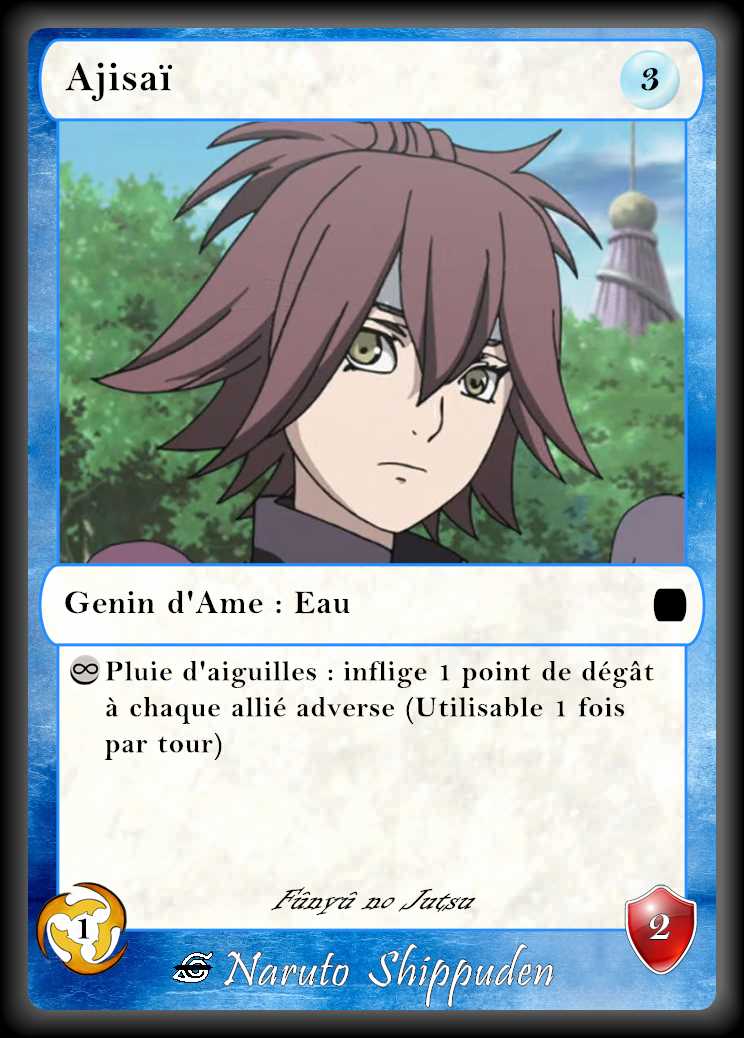 Ajisaï
3
Genin d'Ame : Eau
∞ Pluie d'aiguilles : inflige 1 point de dégât
à chaque allié adverse (Utilisable 1 fois
par tour)
Fûnyû no Jutsu
1
2
Naruto Shippuden